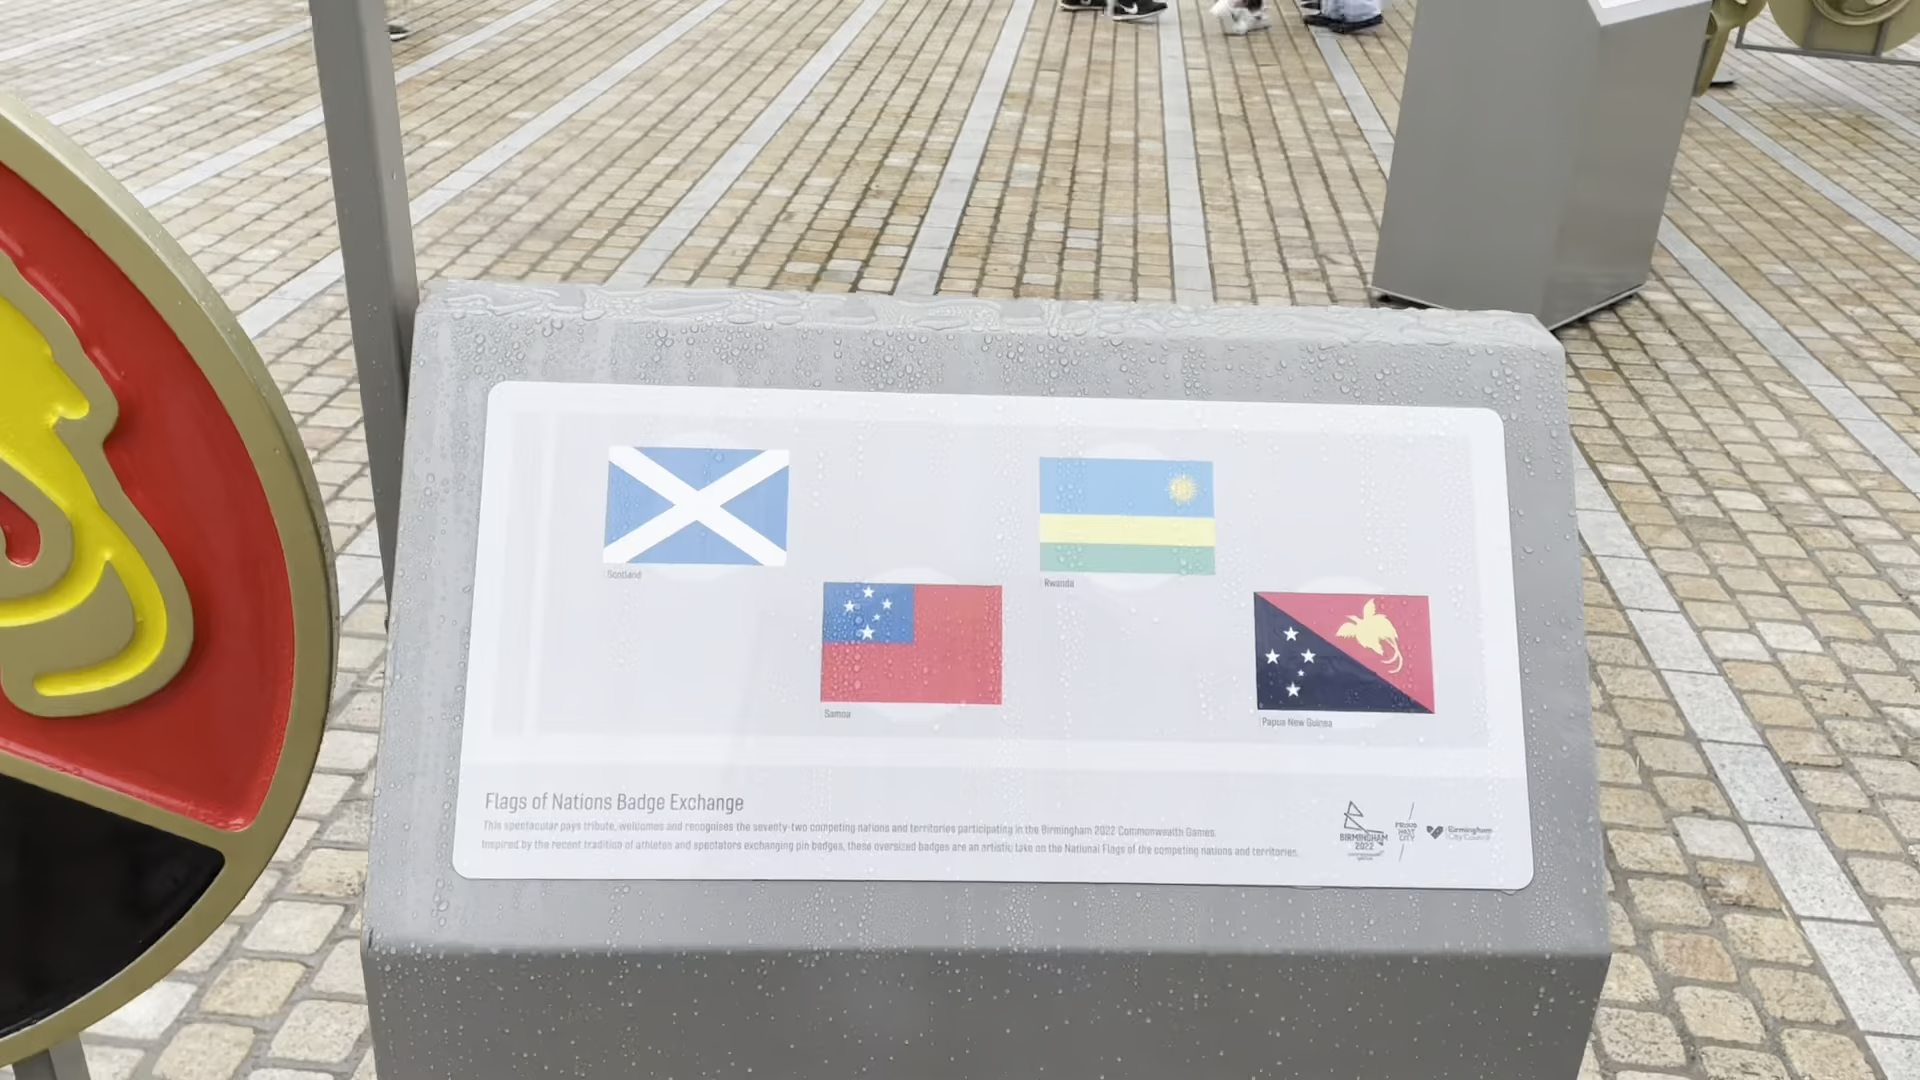 Scotland
Rwanda
Samoa
Papua New Guinea
Flags of Nations Badge Exchange
This spectacular pays tribute, welcomes and recognises the seventy-two competing nations and territories participating in the Birmingham 2022 Commonwealth Games.
Inspired by the recent tradition of athletes and spectators exchanging pin badges, these oversized badges are an artistic take on the National Flags of the competing nations and territories.
BIRMINGHAM
2022
PROUD
HOST
CITY
Birmingham
City Council